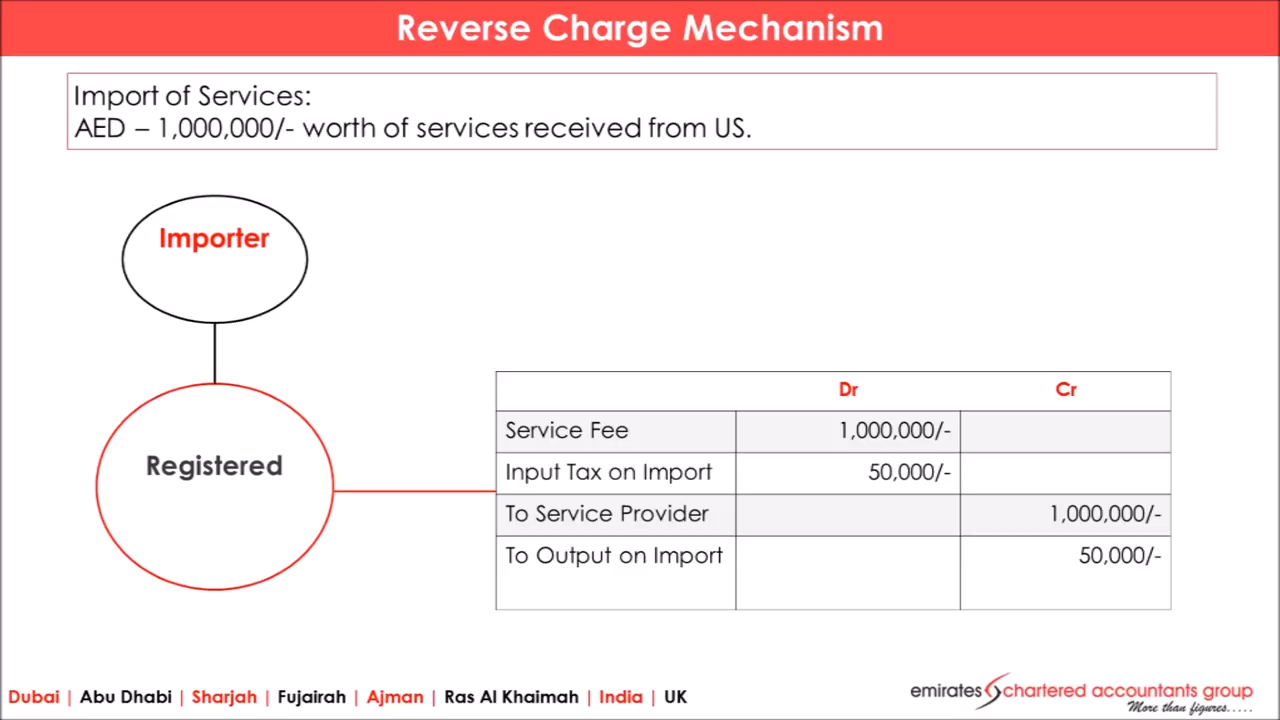 Reverse Charge Mechanism
Import of Services:
AED – 1,000,000/- worth of services received from US.
Importer
Registered
Dr Cr
Service Fee 1,000,000/-
Input Tax on Import 50,000/-
To Service Provider 1,000,000/-
To Output on Import 50,000/-
Dubai | Abu Dhabi | Sharjah | Fujairah | Ajman | Ras Al Khaimah | India | UK
emirates chartered accountants group
More than figures.....